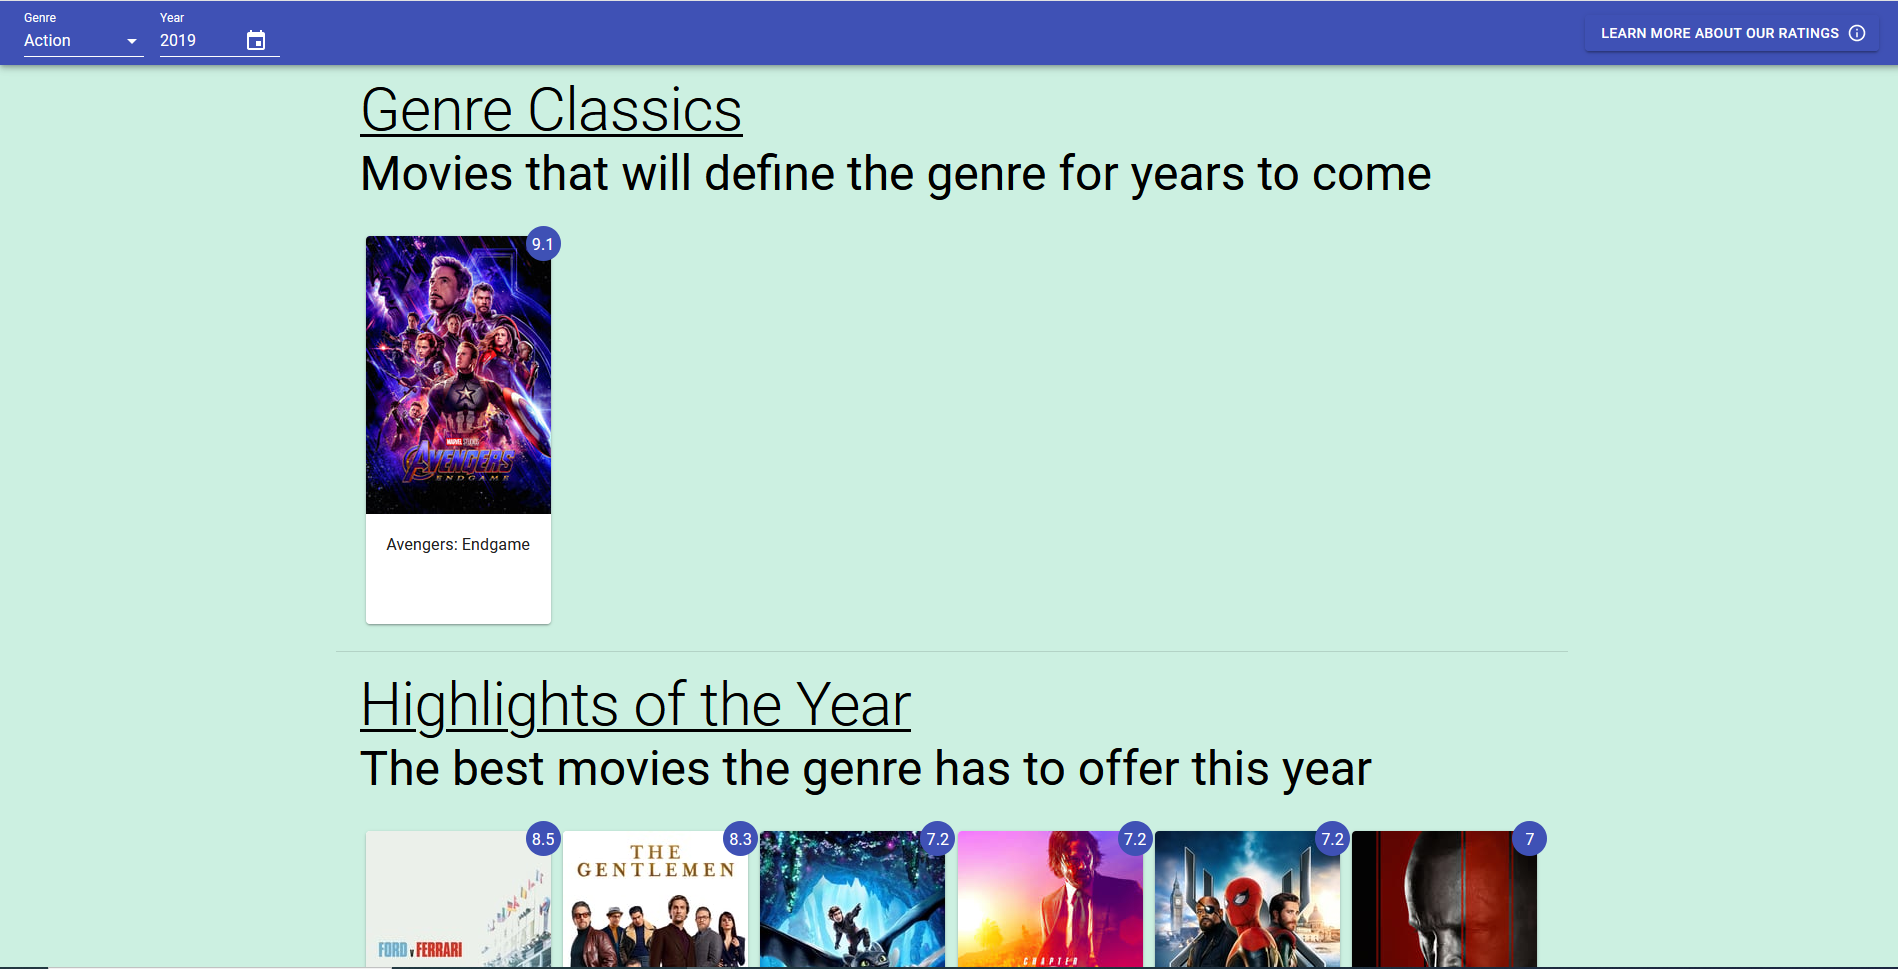 Genre
Year
Action
2019
LEARN MORE ABOUT OUR RATINGS
Genre Classics
Movies that will define the genre for years to come
9.1
MARVEL STUDIOS
AVENGERS
ENDGAME
Avengers: Endgame
Highlights of the Year
The best movies the genre has to offer this year
8.5
8.3
7.2
7.2
7.2
7
THE
GENTLEMEN
FORD v FERRARI
CHAPTER